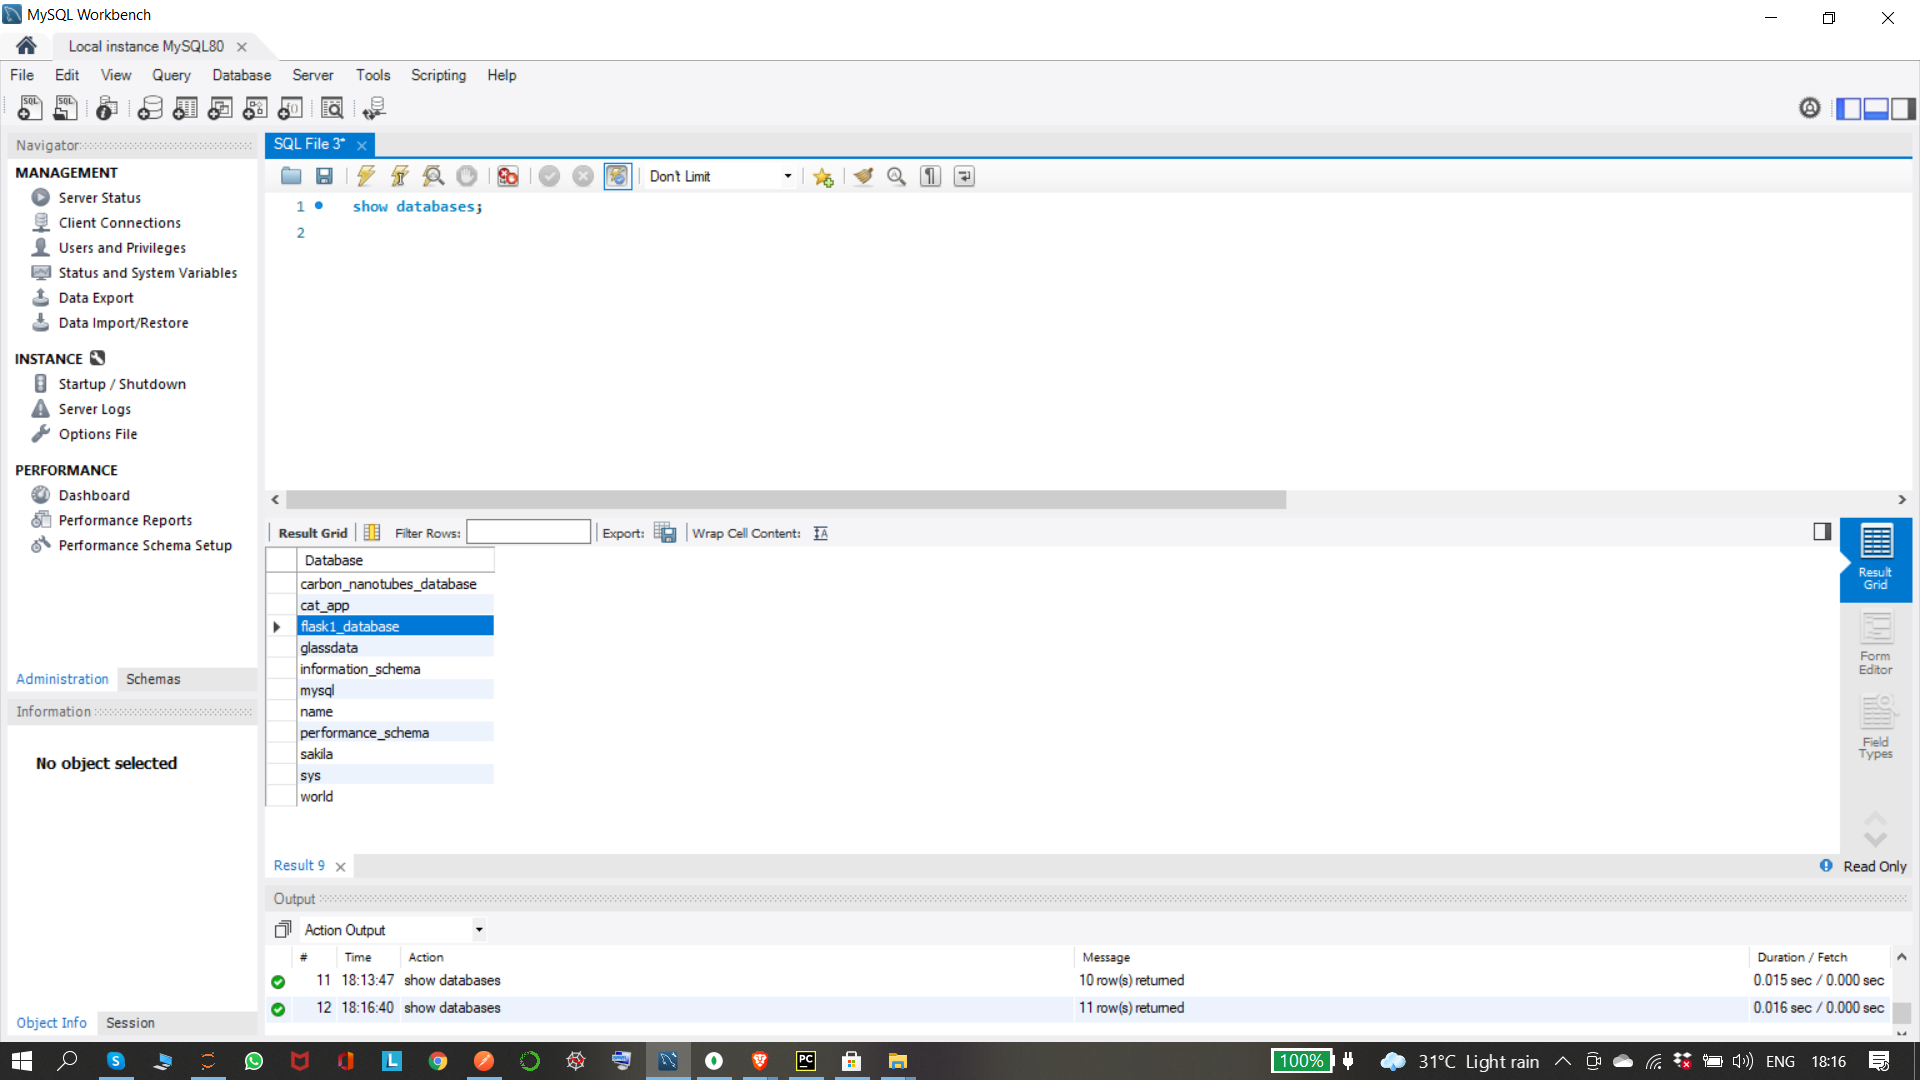 MySQL Workbench
Local instance MySQL80
File Edit View Query Database Server Tools Scripting Help
Navigator
MANAGEMENT
Server Status
Client Connections
Users and Privileges
Status and System Variables
Data Export
Data Import/Restore
INSTANCE
Startup / Shutdown
Server Logs
Options File
PERFORMANCE
Dashboard
Performance Reports
Performance Schema Setup
Administration Schemas
Information
No object selected
Object Info Session
SQL File 3*
Don't Limit
1 show databases;
2
Result Grid Filter Rows: Export: Wrap Cell Content:
Database
carbon_nanotubes_database
cat_app
flask1_database
glassdata
information_schema
mysql
name
performance_schema
sakila
sys
world
Result
Grid
Form
Editor
Field
Types
Result 9
Read Only
Output
Action Output
# Time Action Message Duration / Fetch
11 18:13:47 show databases 10 row(s) returned 0.015 sec / 0.000 sec
12 18:16:40 show databases 11 row(s) returned 0.016 sec / 0.000 sec
100% 31°C Light rain ENG 18:16